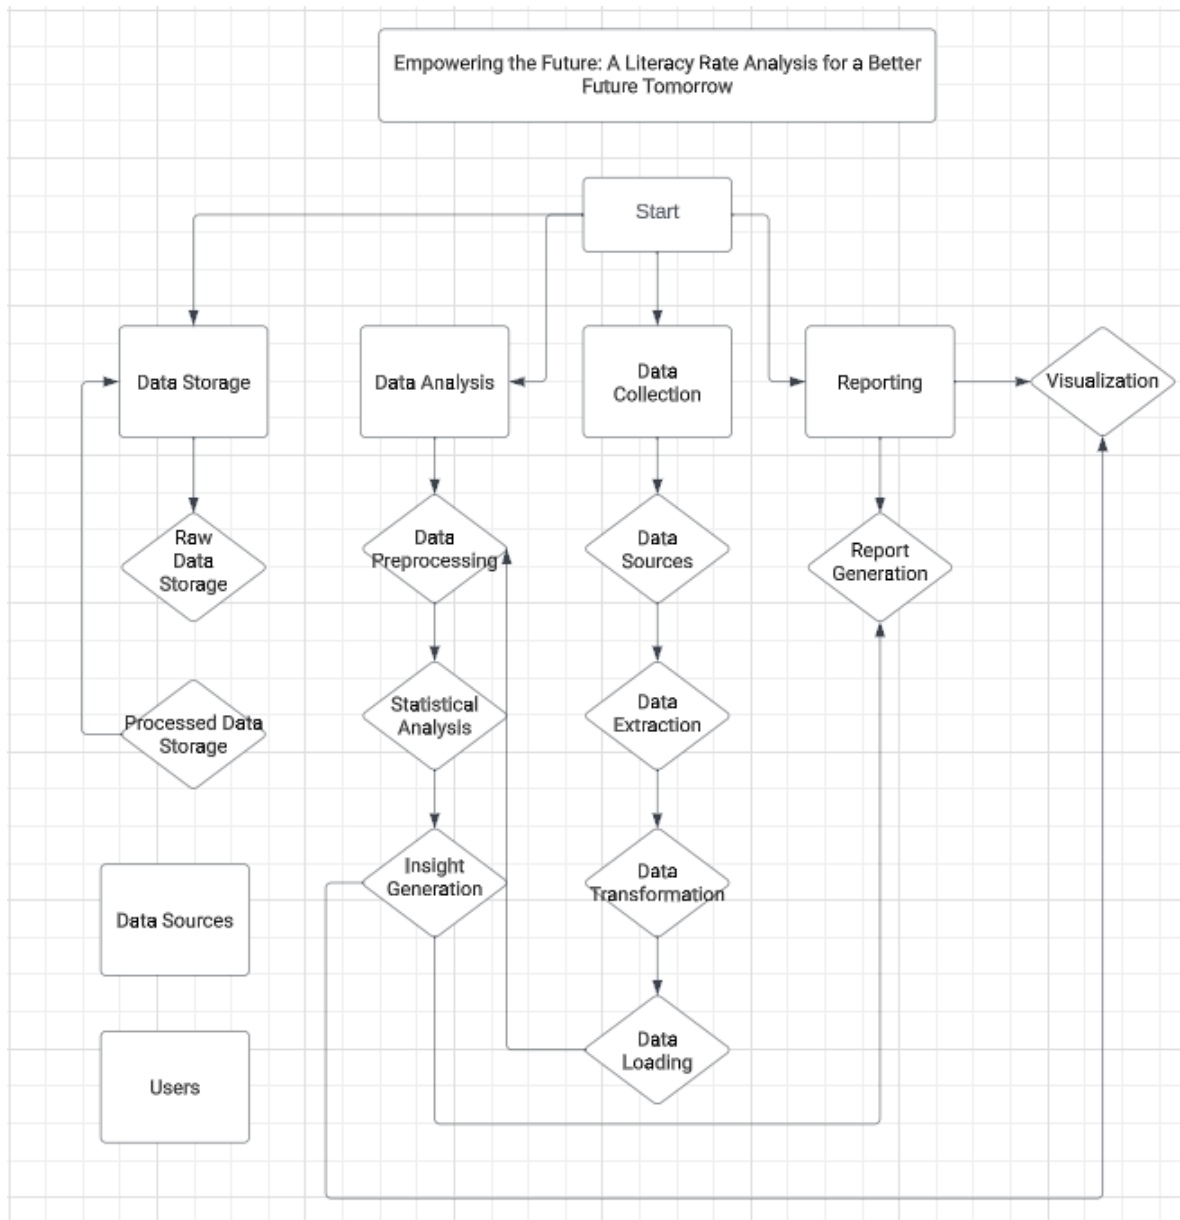 Empowering the Future: A Literacy Rate Analysis for a Better
Future Tomorrow
Start
Data Storage
Data Analysis
Data
Collection
Reporting
Visualization
Raw
Data
Storage
Data
Preprocessing
Data
Sources
Report
Generation
Processed Data
Storage
Statistical
Analysis
Data
Extraction
Insight
Generation
Data
Transformation
Data Sources
Data
Loading
Users